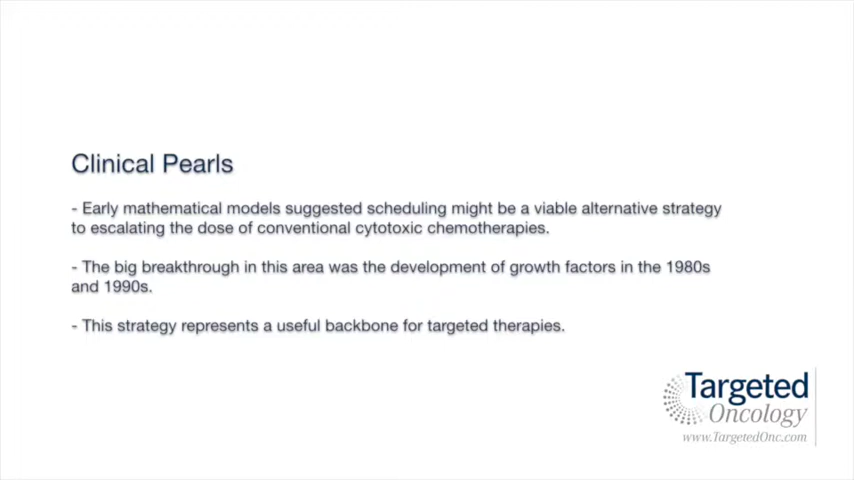 Clinical Pearls
- Early mathematical models suggested scheduling might be a viable alternative strategy
to escalating the dose of conventional cytotoxic chemotherapies.
- The big breakthrough in this area was the development of growth factors in the 1980s
and 1990s.
- This strategy represents a useful backbone for targeted therapies.
Targeted
Oncology
www.TargetedOnc.com